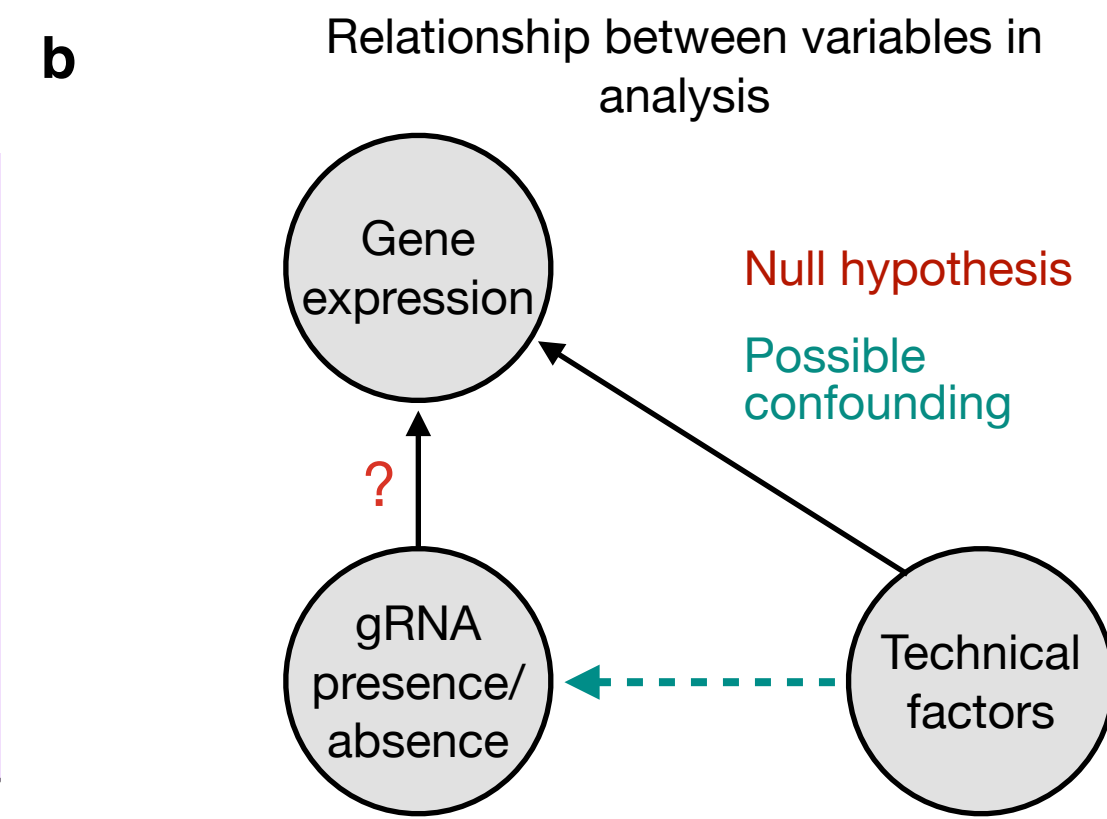 b
Relationship between variables in
analysis
Gene
expression
Null hypothesis
Possible
confounding
?
gRNA
presence/
absence
Technical
factors